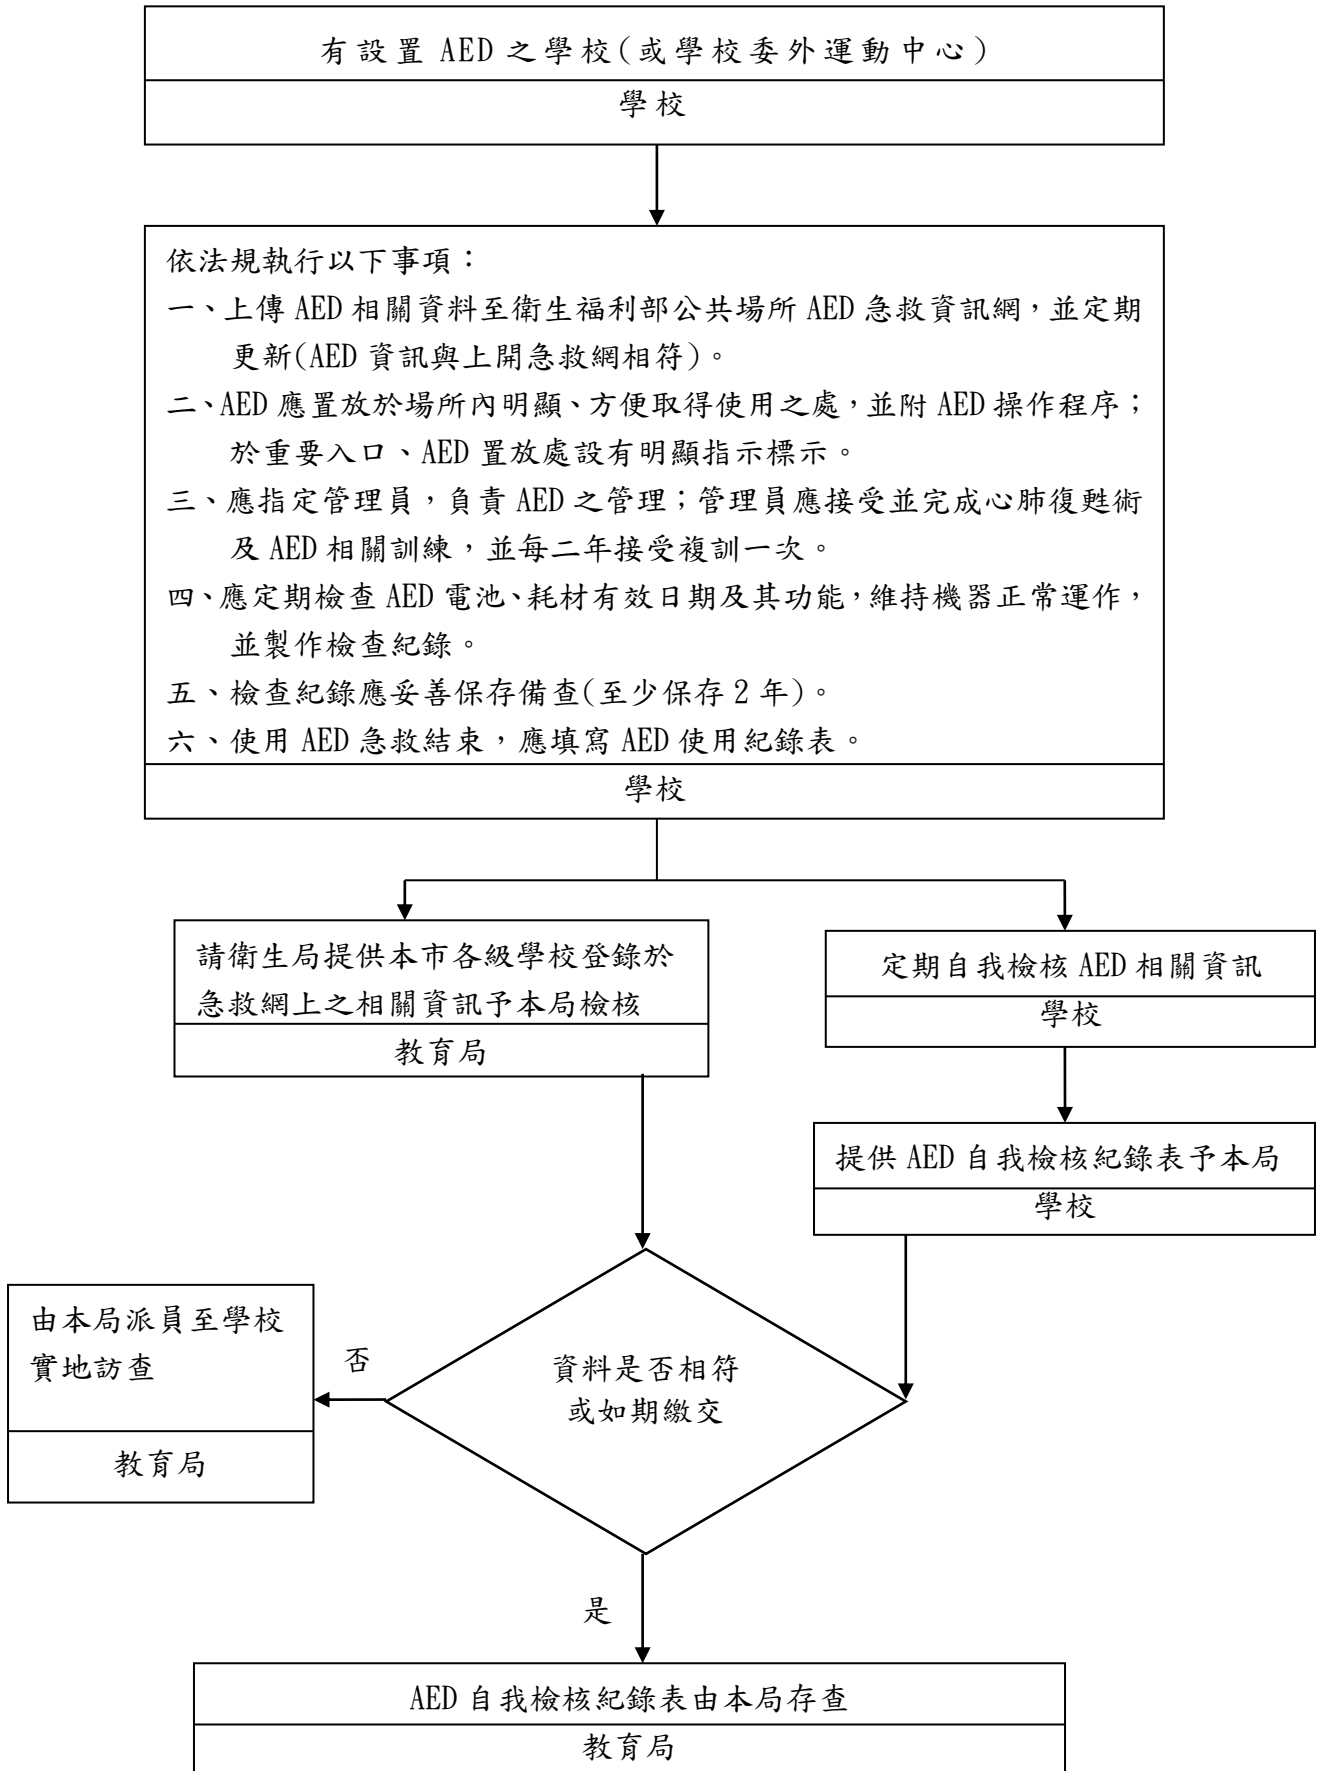 有設置 AED 之學校(或學校委外運動中心)
學校
依法規執行以下事項：
一、上傳 AED 相關資料至衛生福利部公共場所 AED 急救資訊網，並定期
更新(AED 資訊與上開急救網相符)。
二、AED 應置放於場所內明顯、方便取得使用之處，並附 AED 操作程序；
於重要入口、AED 置放處設有明顯指示標示。
三、應指定管理員，負責 AED 之管理；管理員應接受並完成心肺復甦術
及 AED 相關訓練，並每二年接受複訓一次。
四、應定期檢查 AED 電池、耗材有效日期及其功能，維持機器正常運作，
並製作檢查紀錄。
五、檢查紀錄應妥善保存備查(至少保存 2 年)。
六、使用 AED 急救結束，應填寫 AED 使用紀錄表。
學校
請衛生局提供本市各級學校登錄於
急救網上之相關資訊予本局檢核
教育局
定期自我檢核 AED 相關資訊
學校
提供 AED 自我檢核紀錄表予本局
學校
資料是否相符
或如期繳交
否
由本局派員至學校
實地訪查
教育局
是
AED 自我檢核紀錄表由本局存查
教育局